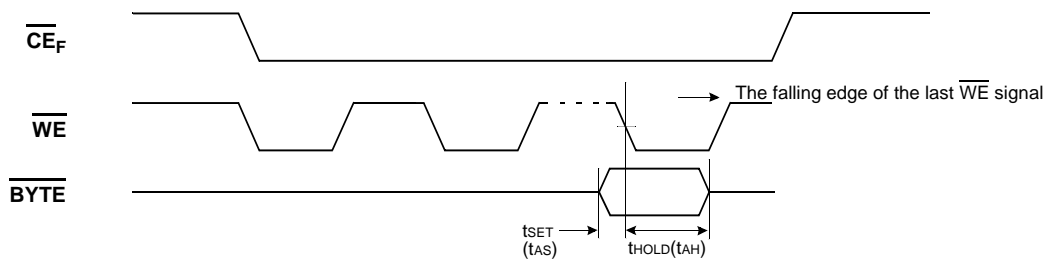 CEF
The falling edge of the last WE signal
WE
BYTE
tSET
(tAS)
tHOLD(tAH)